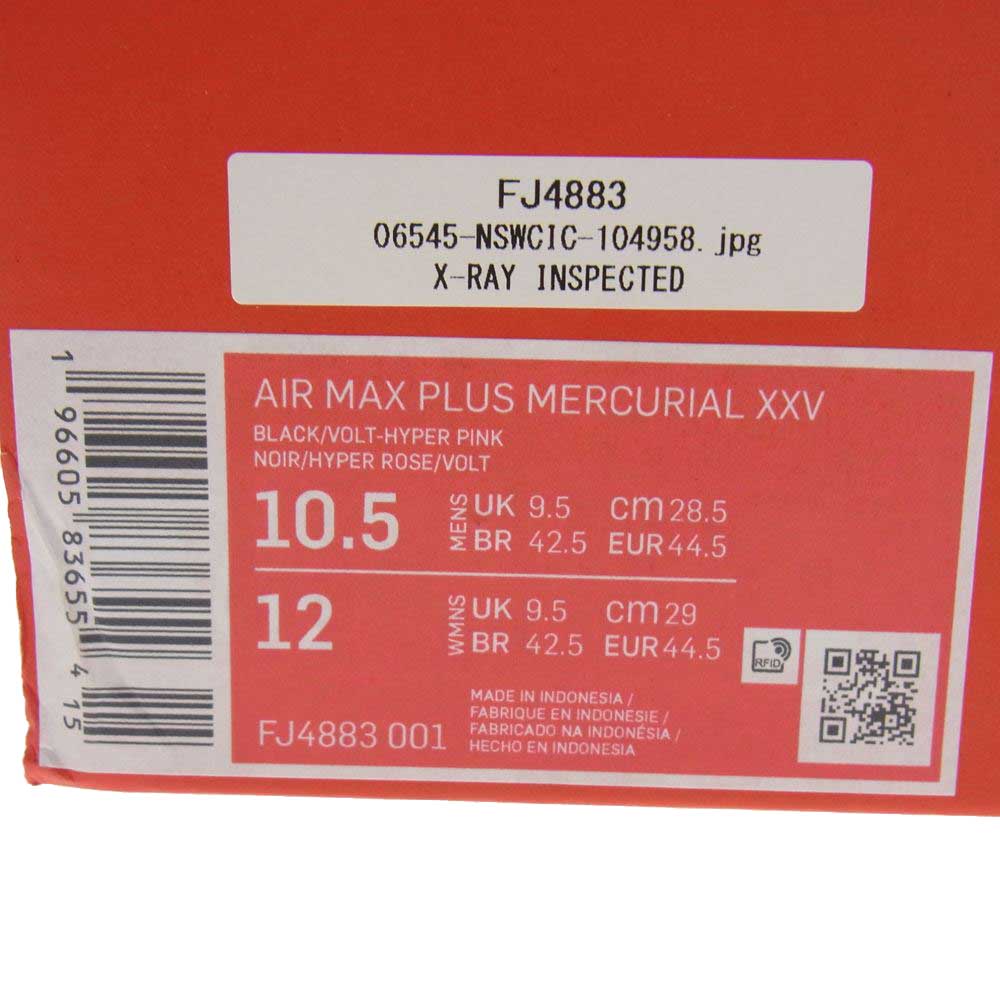 FJ4883
06545-NSWCIC-104958.jpg
X-RAY INSPECTED
AIR MAX PLUS MERCURIAL XXV
BLACK/VOLT-HYPER PINK
NOIR/HYPER ROSE/VOLT
10.5 MENS UK 9.5 cm 28.5
BR 42.5 EUR 44.5
12 WMNS UK 9.5 cm 29
BR 42.5 EUR 44.5
RFID
FJ4883 001
MADE IN INDONESIA /
FABRIQUE EN INDONESIE /
FABRICADO NA INDONÉSIA /
HECHO EN INDONESIA
1 96605 83655 4 15